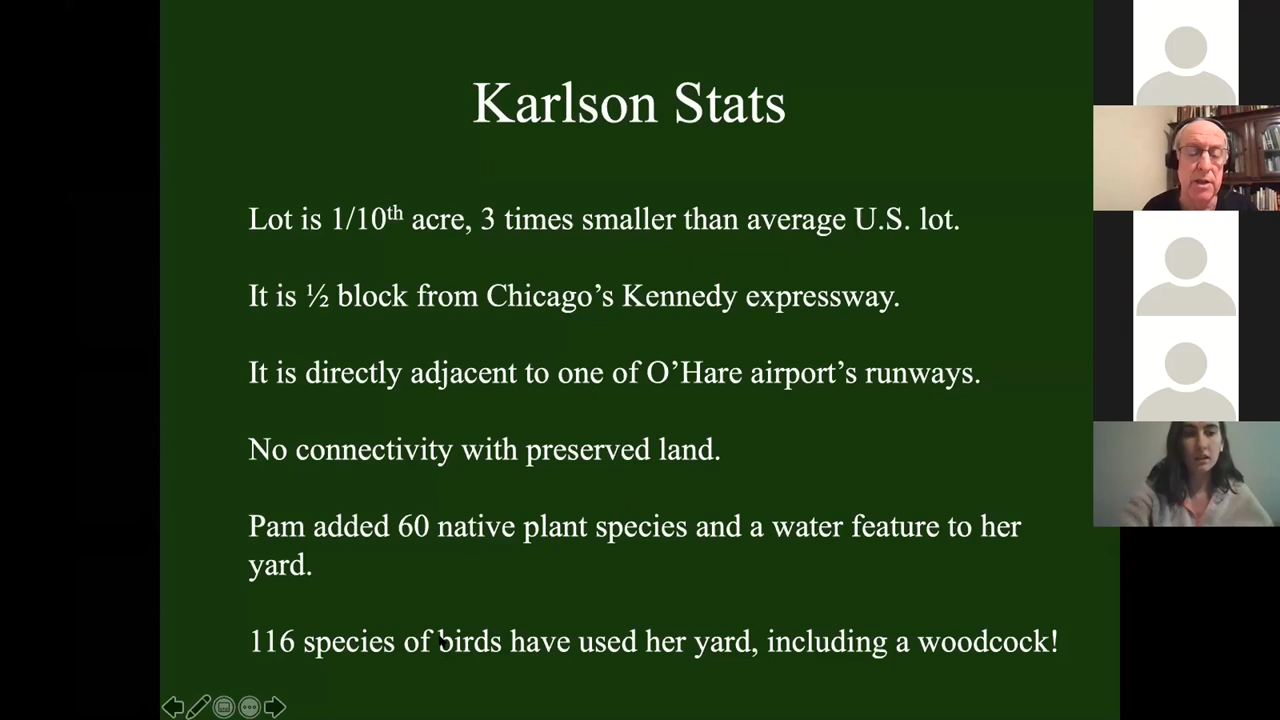 Karlson Stats
Lot is 1/10th acre, 3 times smaller than average U.S. lot.
It is ½ block from Chicago’s Kennedy expressway.
It is directly adjacent to one of O’Hare airport’s runways.
No connectivity with preserved land.
Pam added 60 native plant species and a water feature to her
yard.
116 species of birds have used her yard, including a woodcock!